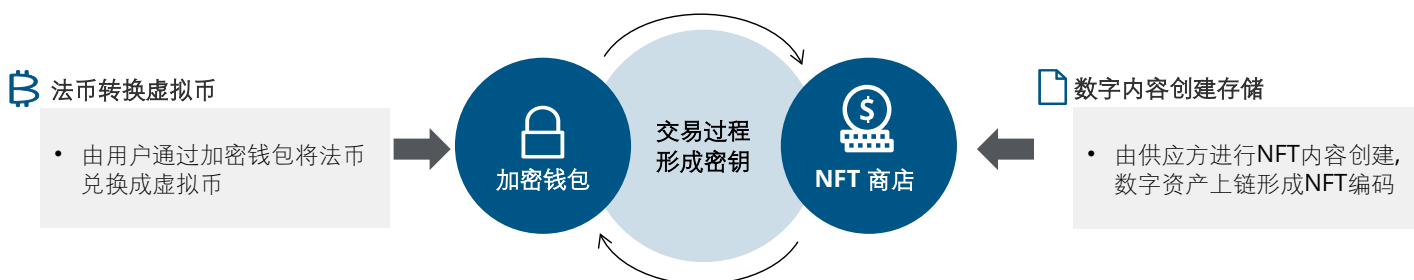 法币转换虚拟币
• 由用户通过加密钱包将法币
兑换成虚拟币
加密钱包
交易过程
形成密钥
$
NFT 商店
数字内容创建存储
• 由供应方进行NFT内容创建,
数字资产上链形成NFT编码